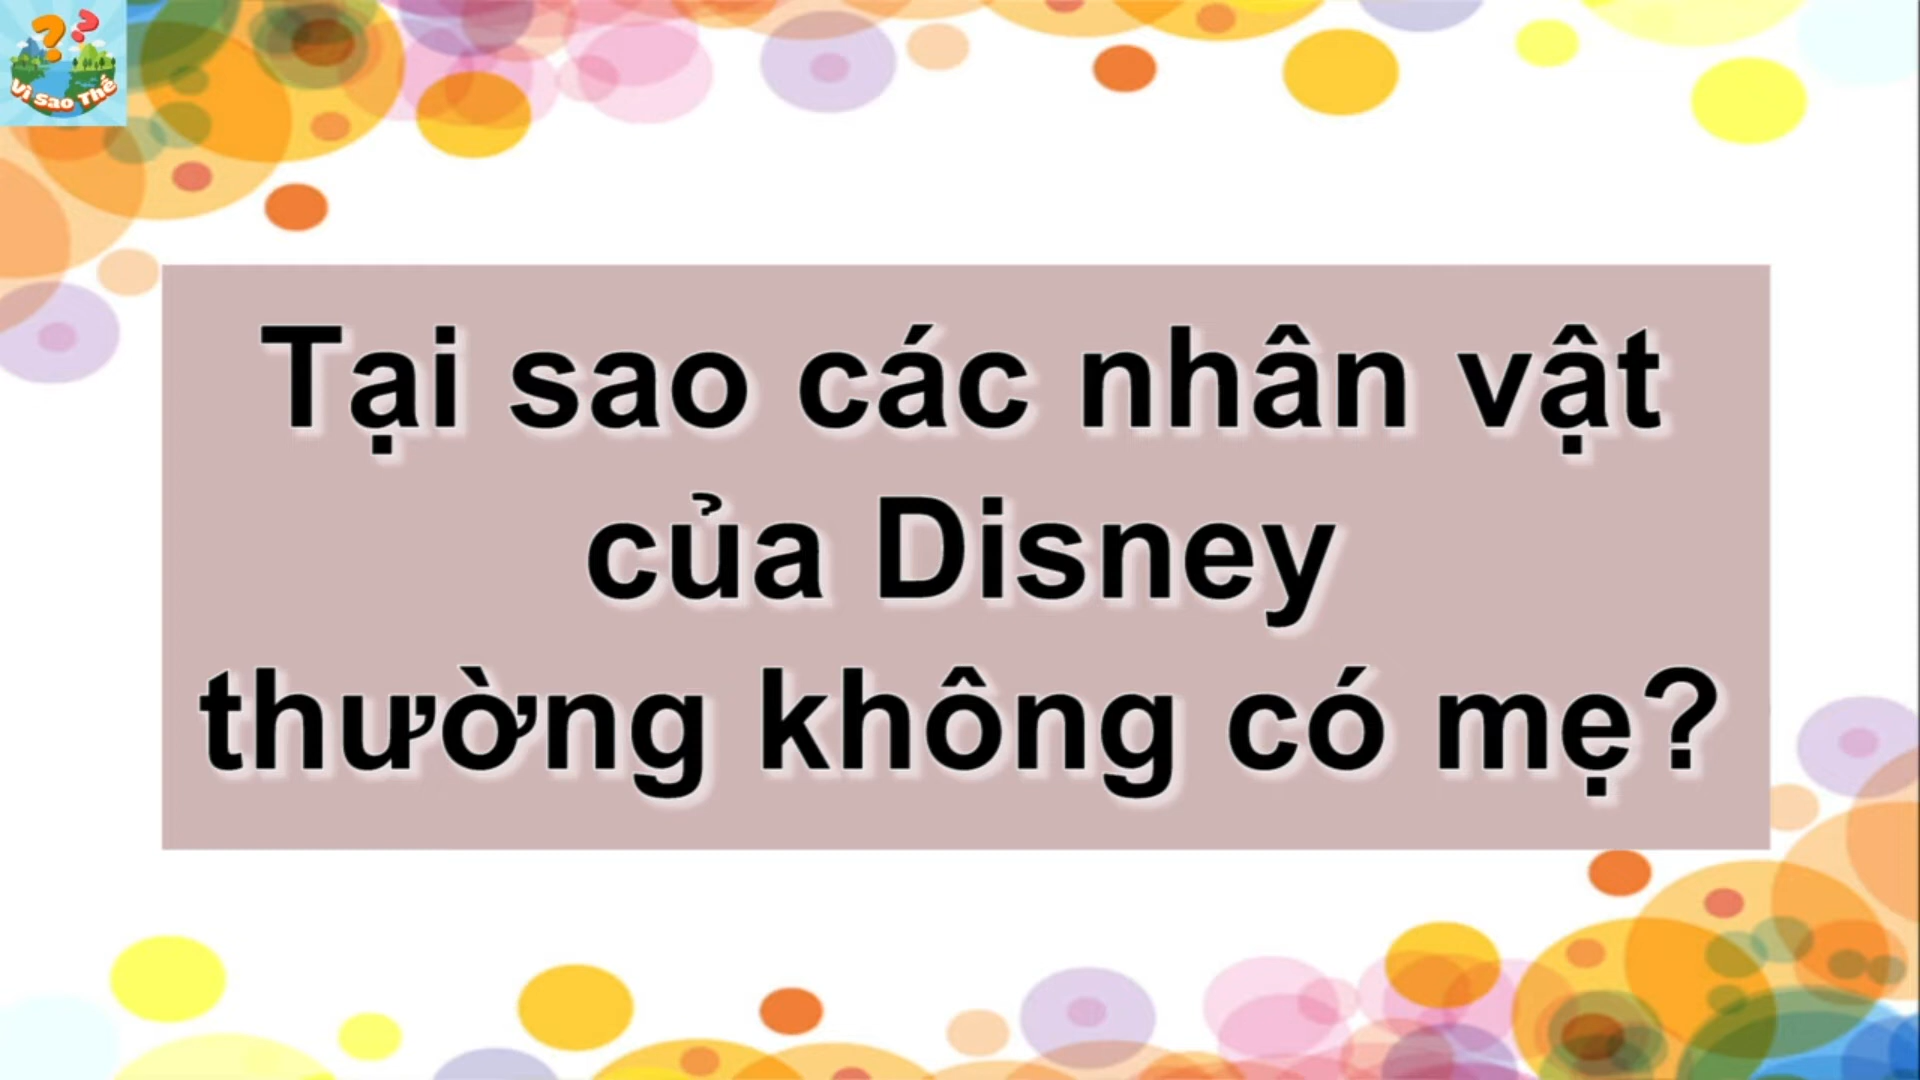 ??
Vì Sao Thế
Tại sao các nhân vật
của Disney
thường không có mẹ?